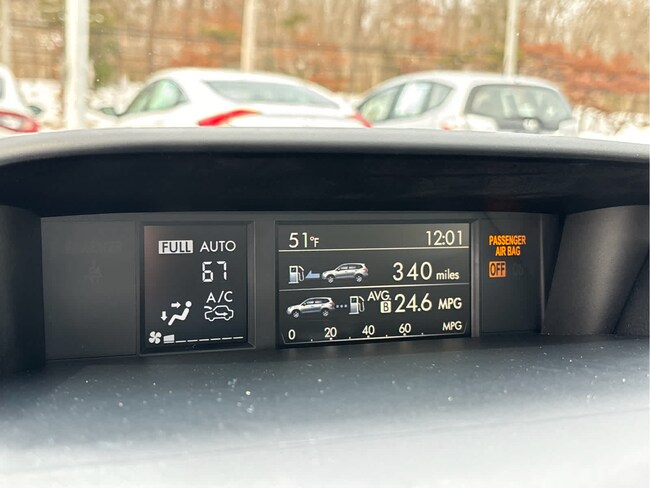 FULL AUTO
67
A/C
51°F 12:01
340 miles
AVG.
B 24.6 MPG
0 20 40 60 MPG
PASSENGER
AIR BAG
OFF